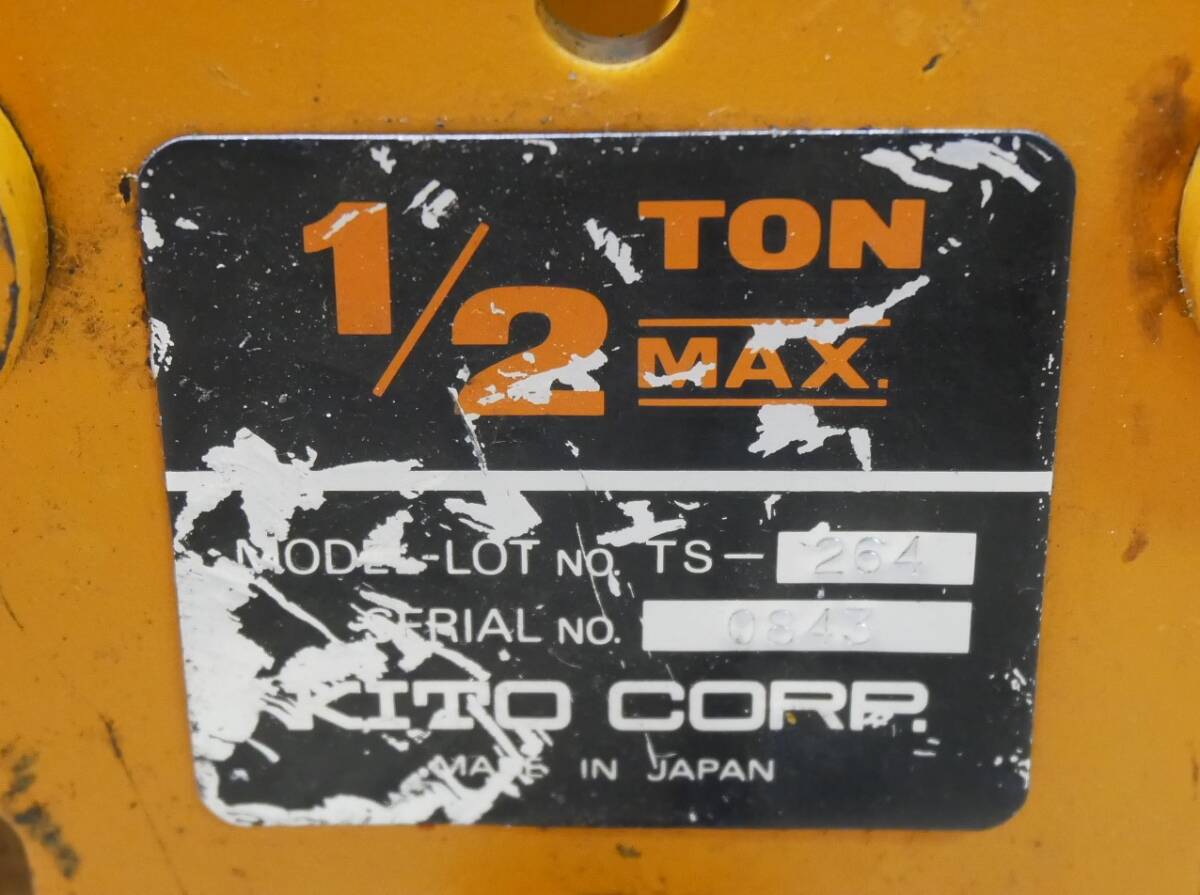 1/2 TON
MAX.
MODEL-LOT NO. TS-264
SERIAL NO. 0843
KITO CORP.
MADE IN JAPAN